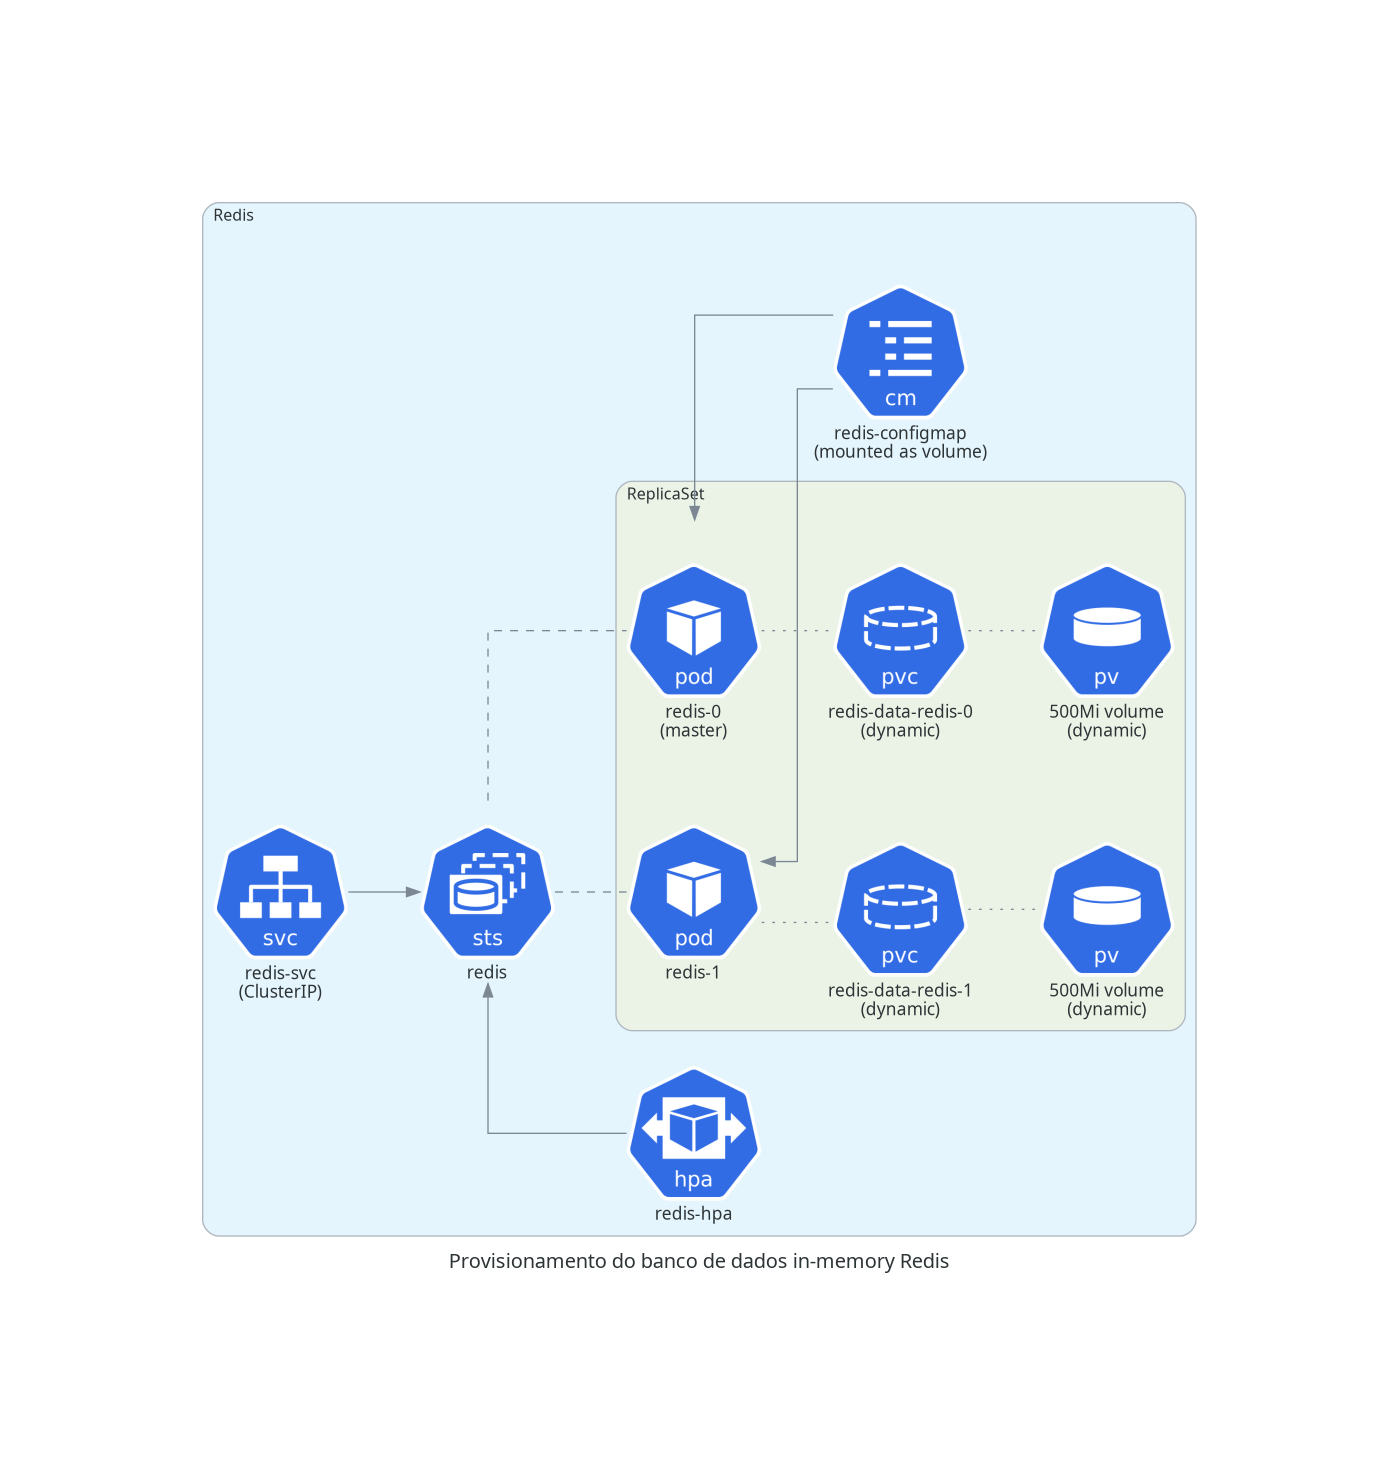 Redis
cm
redis-configmap
(mounted as volume)
ReplicaSet
pod
redis-0
(master)
pvc
redis-data-redis-0
(dynamic)
pv
500Mi volume
(dynamic)
svc
redis-svc
(ClusterIP)
sts
redis
pod
redis-1
pvc
redis-data-redis-1
(dynamic)
pv
500Mi volume
(dynamic)
hpa
redis-hpa
Provisionamento do banco de dados in-memory Redis